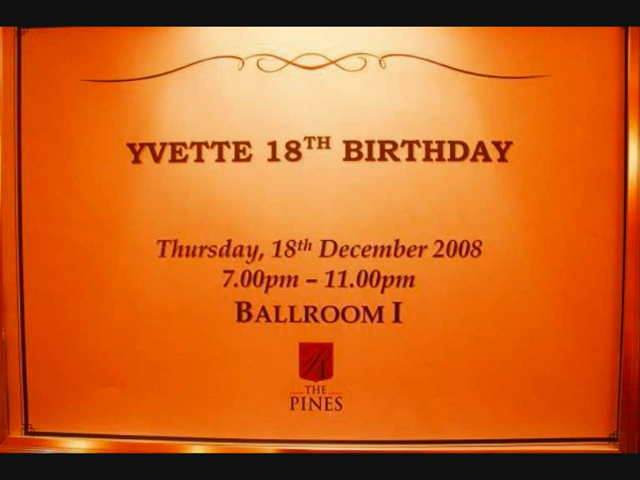 YVETTE 18TH BIRTHDAY
Thursday, 18th December 2008
7.00pm – 11.00pm
BALLROOM I
THE
PINES